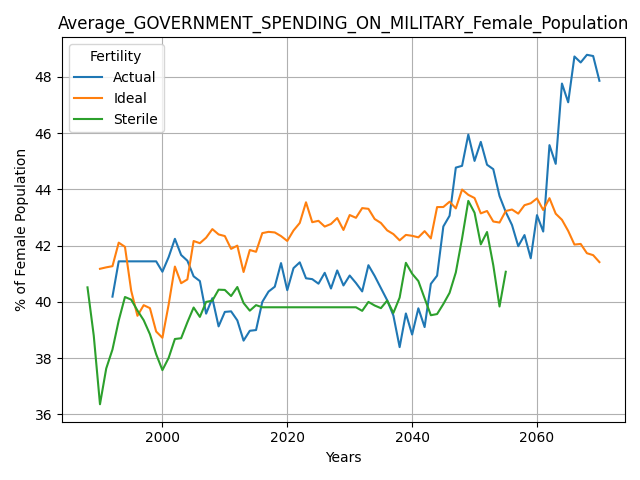 Average_GOVERNMENT_SPENDING_ON_MILITARY_Female_Population
Fertility
Actual
Ideal
Sterile
% of Female Population
48
46
44
42
40
38
36
2000
2020
2040
2060
Years